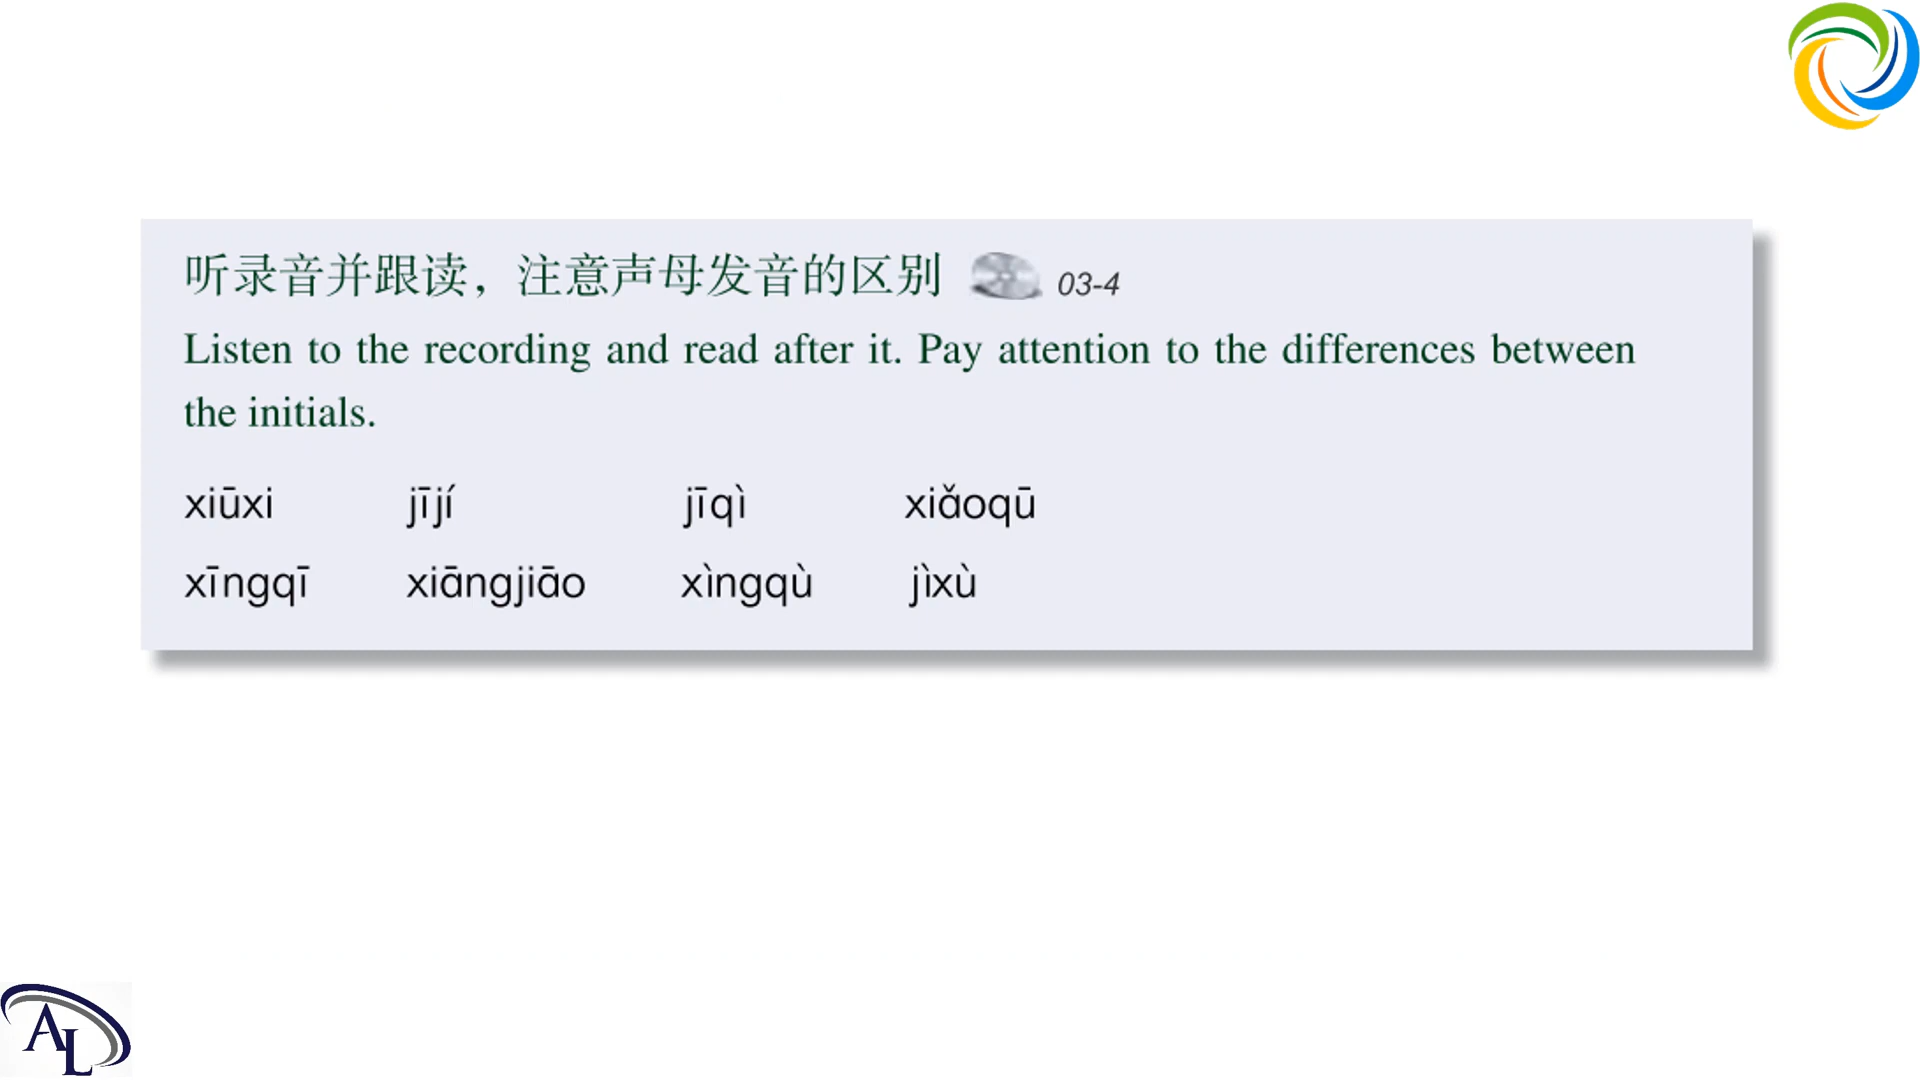 听录音并跟读，注意声母发音的区别 03-4
Listen to the recording and read after it. Pay attention to the differences between
the initials.
xiūxi jījí jīqì xiǎoqū
xīngqī xiāngjiāo xìngqù jìxù
AL